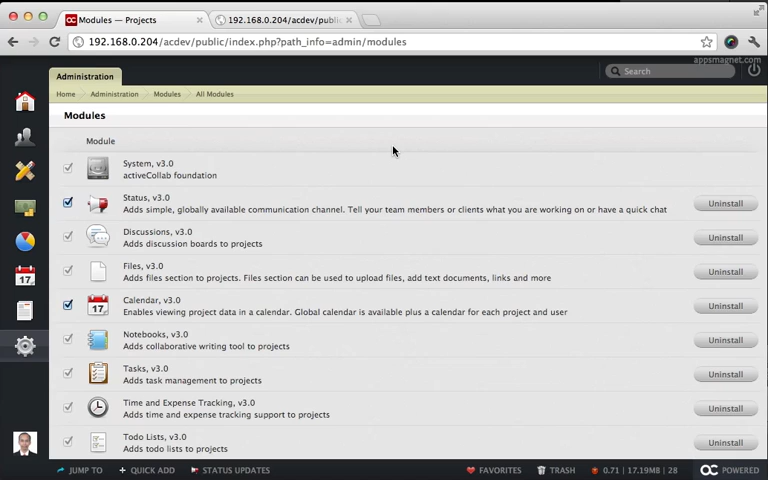 Modules — Projects
192.168.0.204/acdev/public
192.168.0.204/acdev/public/index.php?path_info=admin/modules
appsmagnet.com
Administration
Search
Home Administration Modules All Modules
Modules
Module
System, v3.0
activeCollab foundation
Status, v3.0
Adds simple, globally available communication channel. Tell your team members or clients what you are working on or have a quick chat
Uninstall
Discussions, v3.0
Adds discussion boards to projects
Uninstall
Files, v3.0
Adds files section to projects. Files section can be used to upload files, add text documents, links and more
Uninstall
17
Calendar, v3.0
Enables viewing project data in a calendar. Global calendar is available plus a calendar for each project and user
Uninstall
17
Notebooks, v3.0
Adds collaborative writing tool to projects
Uninstall
Tasks, v3.0
Adds task management to projects
Uninstall
Time and Expense Tracking, v3.0
Adds time and expense tracking support to projects
Uninstall
Todo Lists, v3.0
Adds todo lists to projects
Uninstall
JUMP TO QUICK ADD STATUS UPDATES FAVORITES TRASH 0.71 | 17.19MB | 28 POWERED